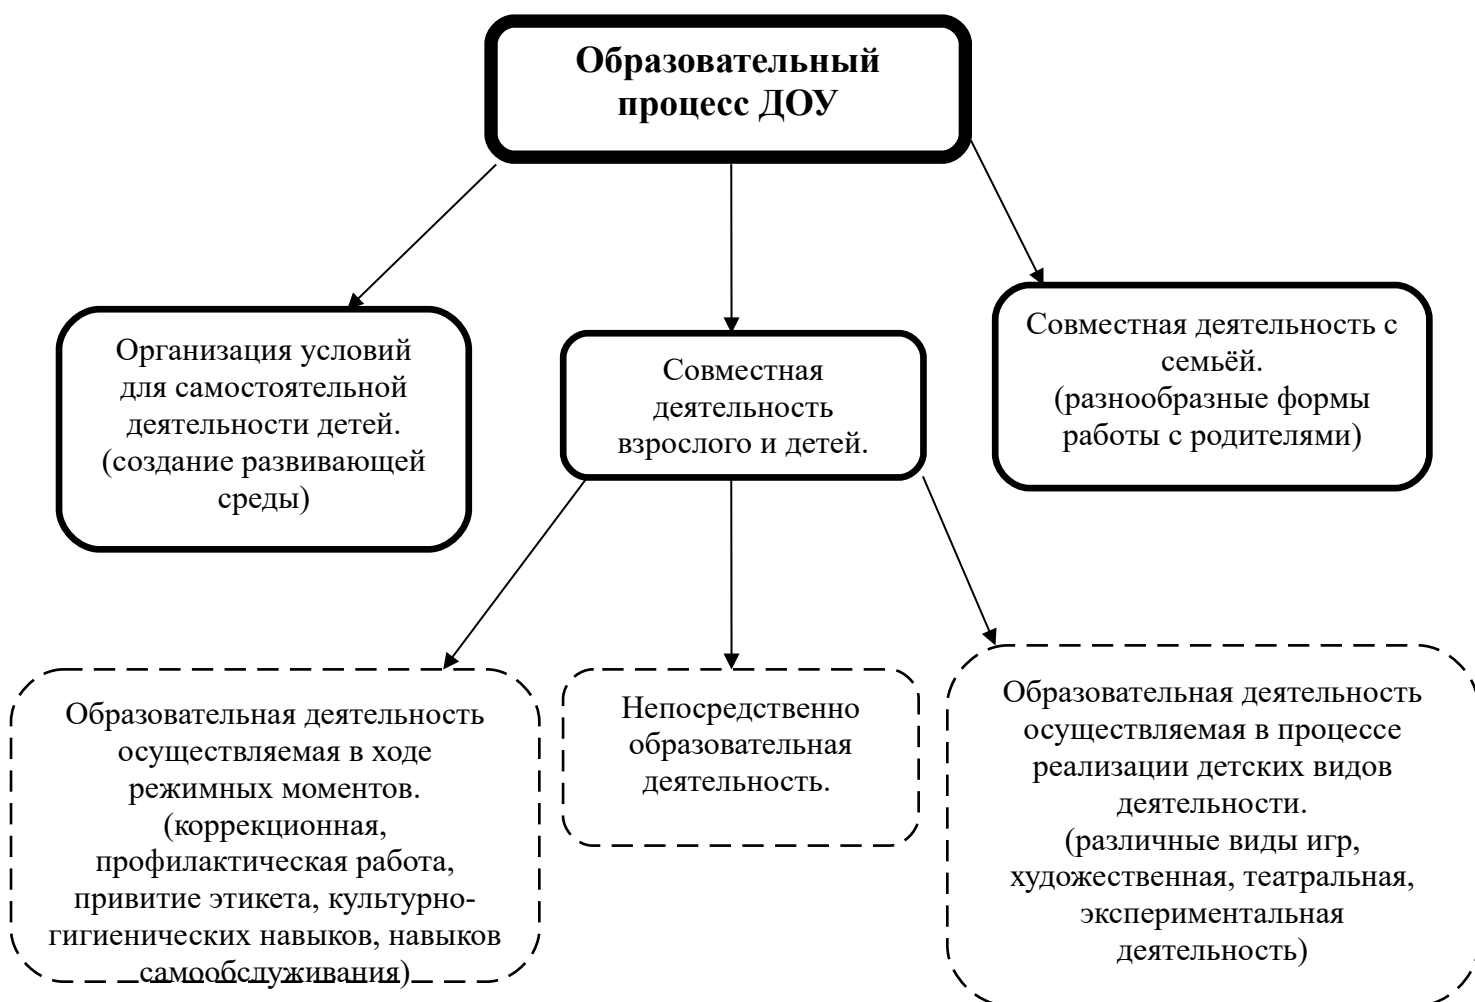 Образовательный
процесс ДОУ
Организация условий
для самостоятельной
деятельности детей.
(создание развивающей
среды)
Совместная
деятельность
взрослого и детей.
Совместная деятельность с
семьёй.
(разнообразные формы
работы с родителями)
Образовательная деятельность
осуществляемая в ходе
режимных моментов.
(коррекционная,
профилактическая работа,
привитие этикета, культурно-
гигиенических навыков, навыков
самообслуживания)
Непосредственно
образовательная
деятельность.
Образовательная деятельность
осуществляемая в процессе
реализации детских видов
деятельности.
(различные виды игр,
художественная, театральная,
экспериментальная
деятельность)